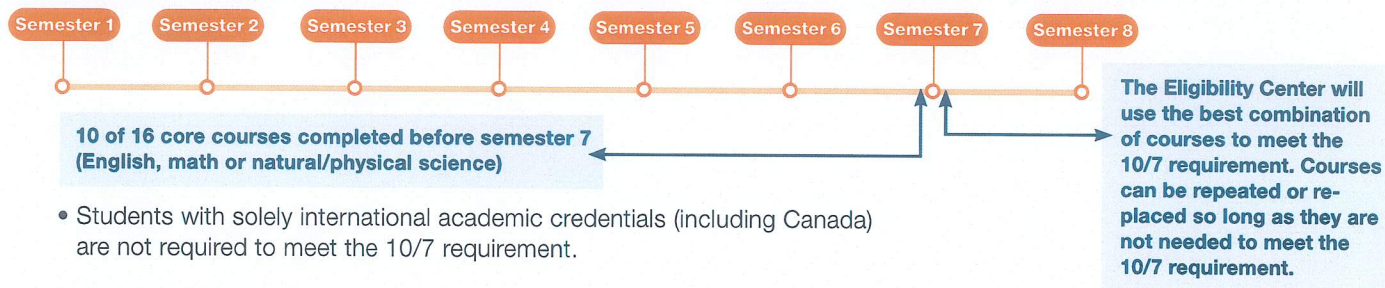 Semester 1
Semester 2
Semester 3
Semester 4
Semester 5
Semester 6
Semester 7
Semester 8
10 of 16 core courses completed before semester 7
(English, math or natural/physical science)
• Students with solely international academic credentials (including Canada)
are not required to meet the 10/7 requirement.
The Eligibility Center will
use the best combination
of courses to meet the
10/7 requirement. Courses
can be repeated or re-
placed so long as they are
not needed to meet the
10/7 requirement.